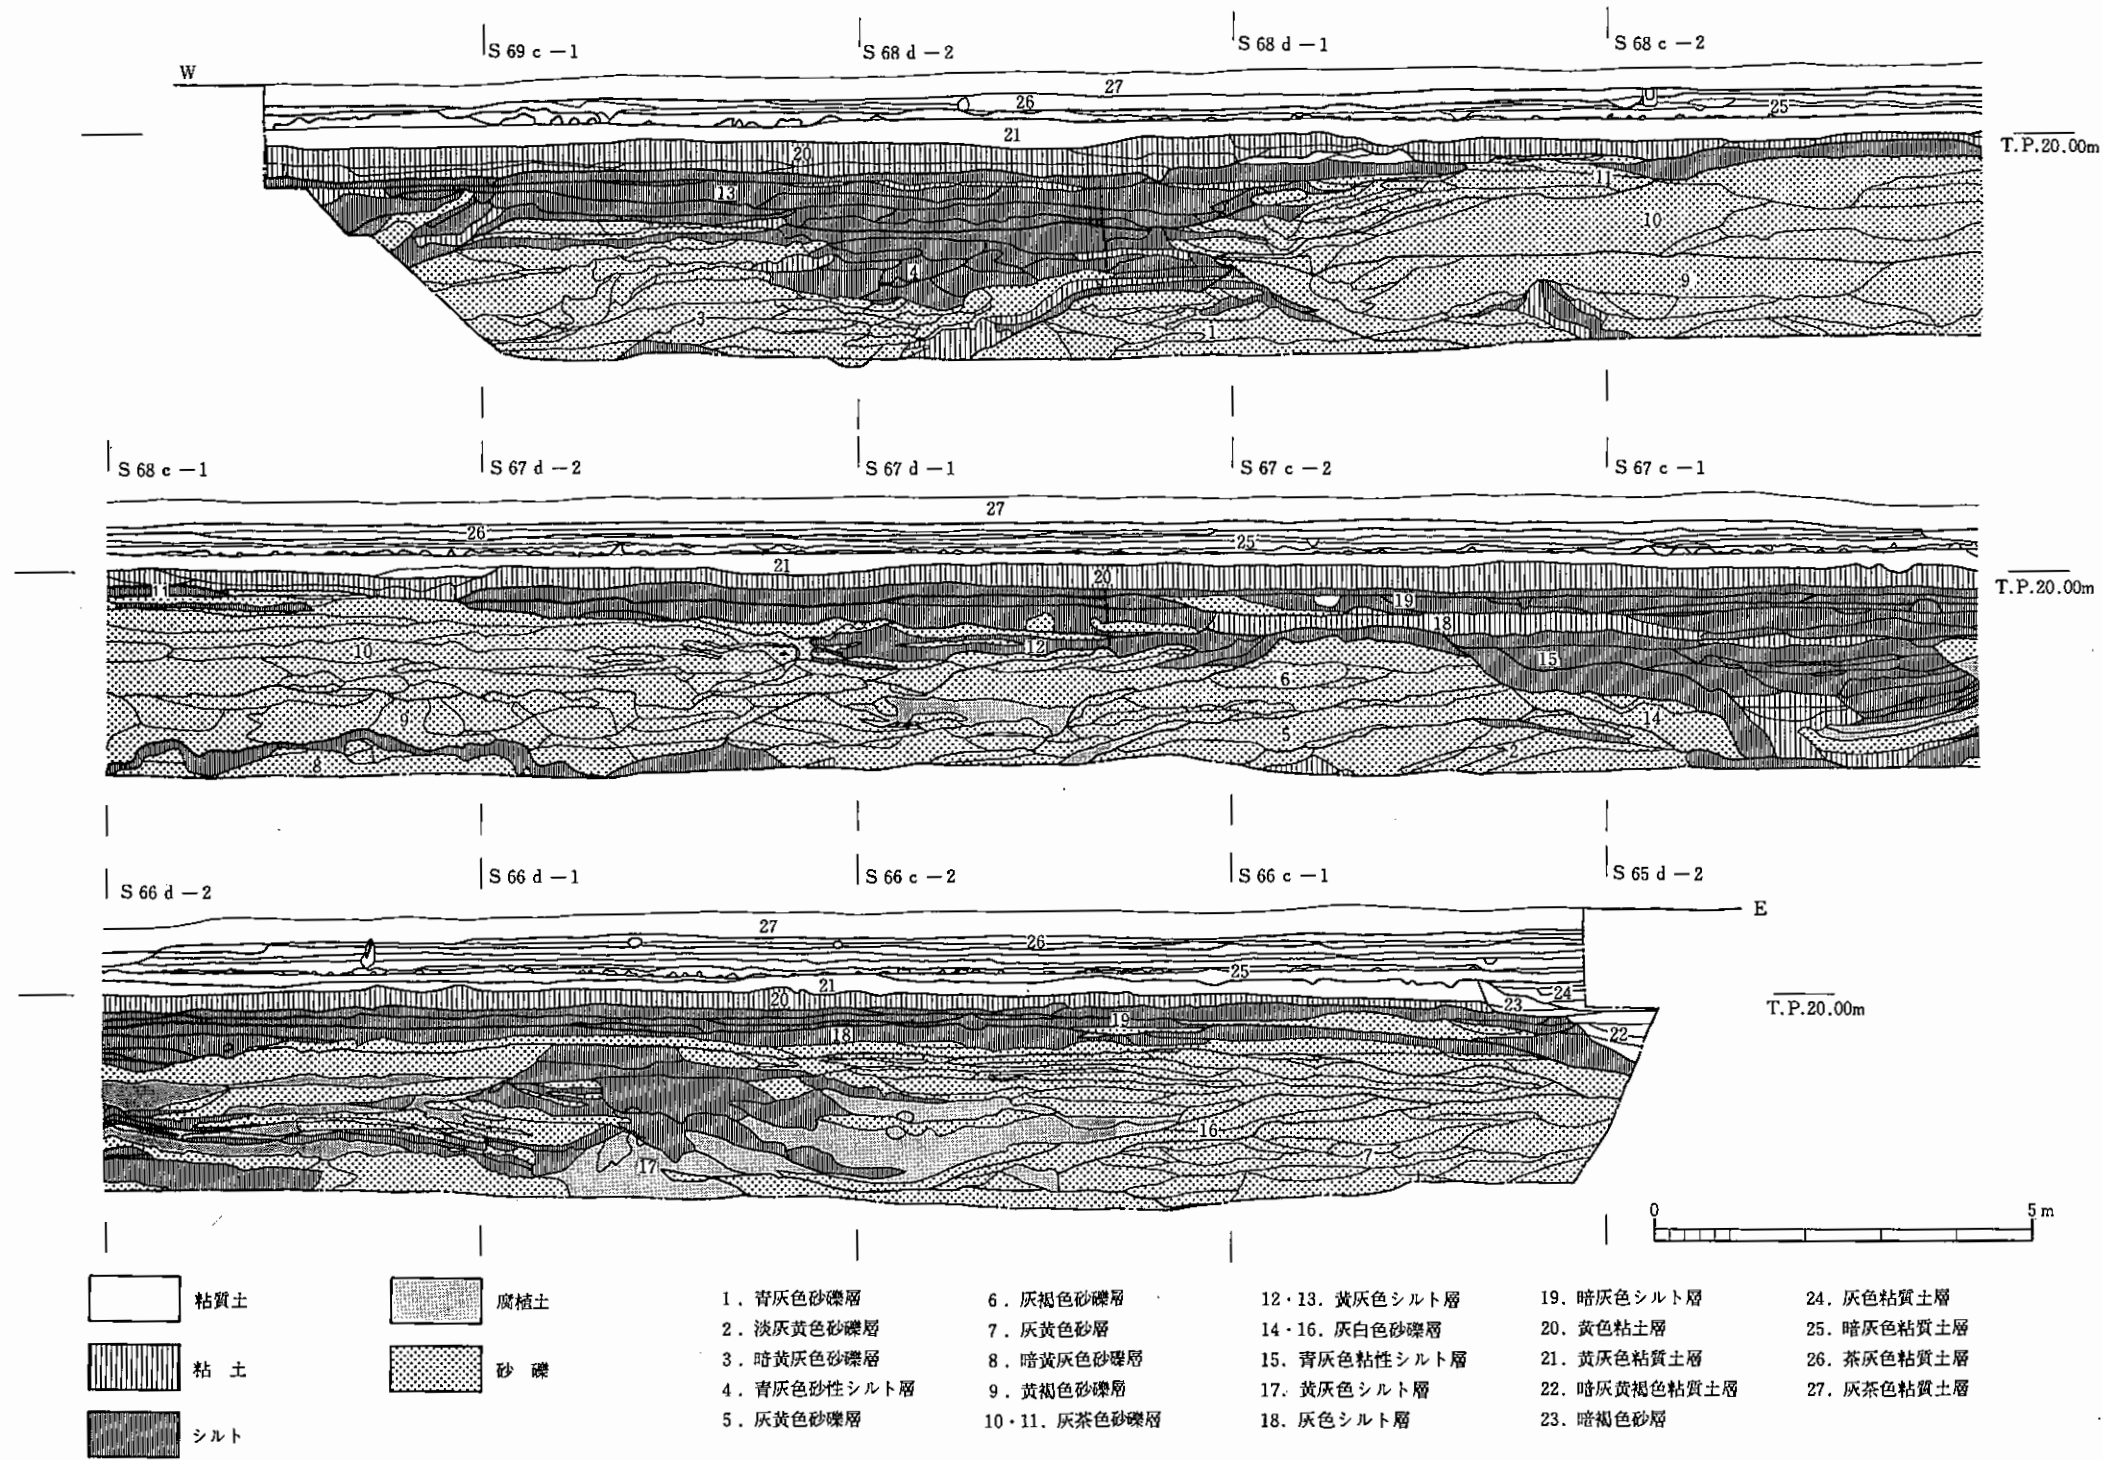 S 69 c －1
S 68 d －2
S 68 d －1
S 68 c －2
W
27
26
25
21
T.P.20.00m
20
13
11
10
4
9
3
1
S 68 c －1
S 67 d －2
S 67 d －1
S 67 c －2
S 67 c －1
27
26
25
21
20
T.P.20.00m
11
19
18
12
10
15
6
9
14
5
2
8
S 66 d －2
S 66 d －1
S 66 c －2
S 66 c －1
S 65 d －2
E
27
26
25
21
24
20
23
T.P.20.00m
19
18
22
16
7
17
0 5 m
粘質土
粘 土
シルト
腐植土
砂 礫
1．青灰色砂礫層
2．淡灰黄色砂礫層
3．暗黄灰色砂礫層
4．青灰色砂性シルト層
5．灰黄色砂礫層
6．灰褐色砂礫層
7．灰黄色砂層
8．暗黄灰色砂礫層
9．黄褐色砂礫層
10・11．灰茶色砂礫層
12・13．黄灰色シルト層
14・16．灰白色砂礫層
15．青灰色粘性シルト層
17．黄灰色シルト層
18．灰色シルト層
19．暗灰色シルト層
20．黄色粘土層
21．黄灰色粘質土層
22．暗灰黄褐色粘質土層
23．暗褐色砂層
24．灰色粘質土層
25．暗灰色粘質土層
26．茶灰色粘質土層
27．灰茶色粘質土層